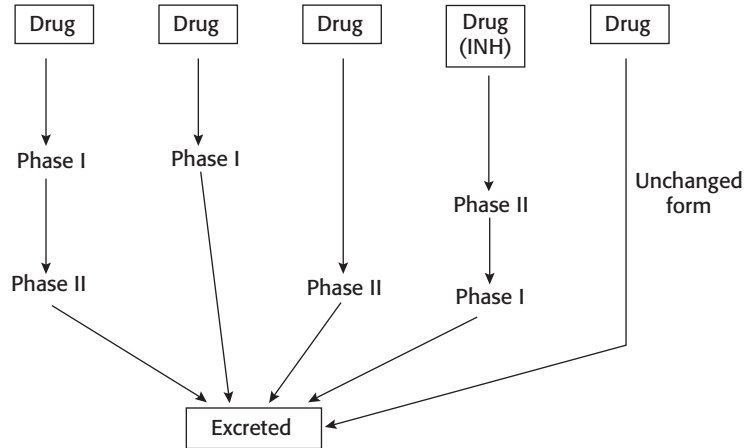 Drug
Drug
Drug
Drug
(INH)
Drug
Phase I
Phase I
Unchanged
form
Phase II
Phase II
Phase II
Phase I
Excreted